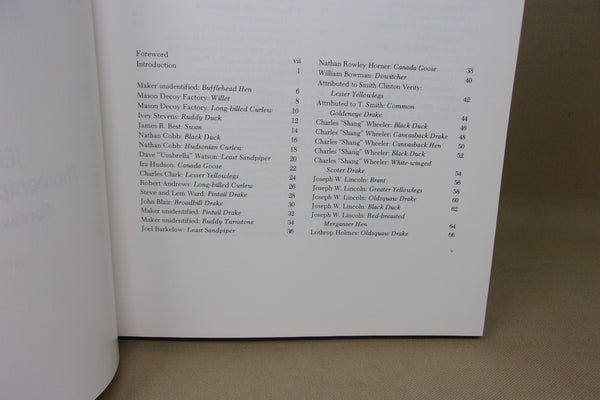 Foreword vii
Introduction 1
Maker unidentified: Bufflehead Hen 6
Mason Decoy Factory: Willet 8
Mason Decoy Factory: Long-billed Curlew 10
Ivey Stevens: Ruddy Duck 12
James R. Best: Swan 14
Nathan Cobb: Black Duck 16
Nathan Cobb: Hudsonian Curlew 18
Dave "Umbrella" Watson: Least Sandpiper 20
Ira Hudson: Canada Goose 22
Charles Clark: Lesser Yellowlegs 24
Robert Andrews: Long-billed Curlew 26
Steve and Lem Ward: Pintail Drake 28
John Blair: Broadbill Drake 30
Maker unidentified: Pintail Drake 32
Maker unidentified: Ruddy Turnstone 34
Joel Barkelow: Least Sandpiper 36
Nathan Rowley Horner: Canada Goose 38
William Bowman: Dowitcher 40
Attributed to Smith Clinton Verity:
Lesser Yellowlegs 42
Attributed to T. Smith: Common
Goldeneye Drake 44
Charles "Shang" Wheeler: Black Duck 46
Charles "Shang" Wheeler: Canvasback Drake 48
Charles "Shang" Wheeler: Canvasback Hen 50
Charles "Shang" Wheeler: Black Duck 52
Charles "Shang" Wheeler: White-winged
Scoter Drake 54
Joseph W. Lincoln: Brant 56
Joseph W. Lincoln: Greater Yellowlegs 58
Joseph W. Lincoln: Oldsquaw Drake 60
Joseph W. Lincoln: Black Duck 62
Joseph W. Lincoln: Red-breasted
Merganser Hen 64
Lothrop Holmes: Oldsquaw Drake 66
v